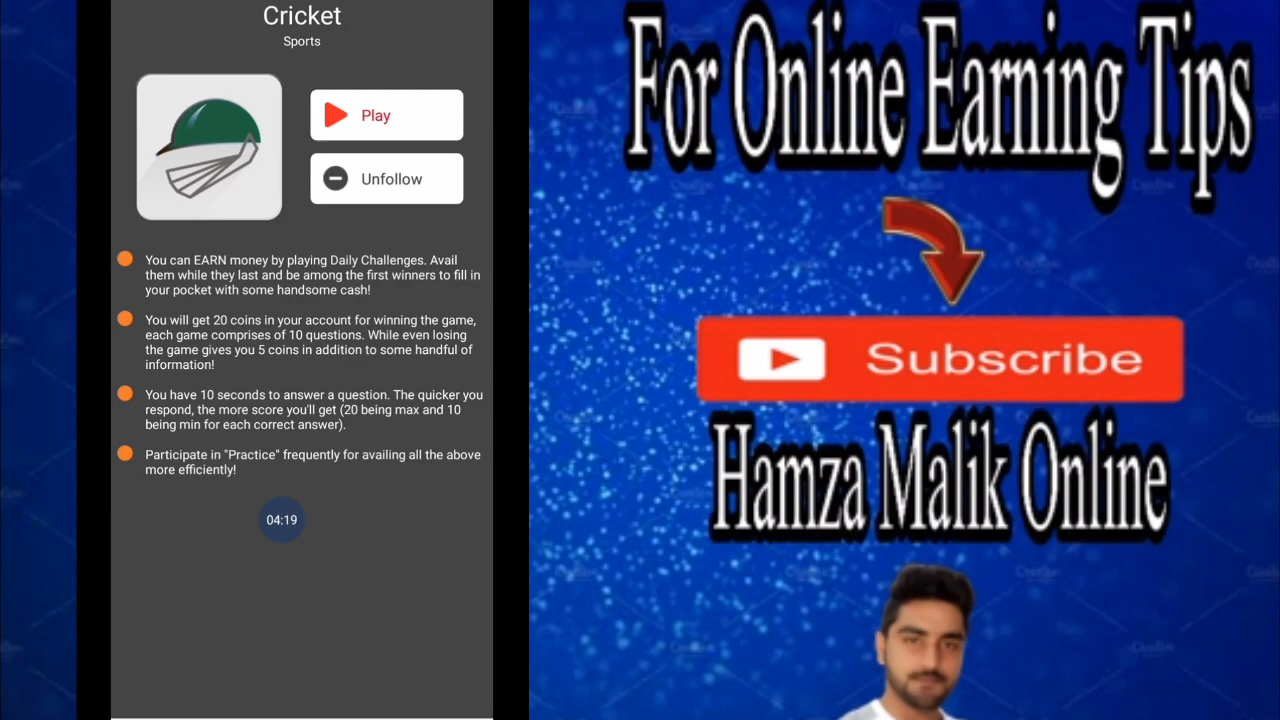 Cricket
Sports
Play
Unfollow
You can EARN money by playing Daily Challenges. Avail
them while they last and be among the first winners to fill in
your pocket with some handsome cash!
You will get 20 coins in your account for winning the game,
each game comprises of 10 questions. While even losing
the game gives you 5 coins in addition to some handful of
information!
You have 10 seconds to answer a question. The quicker you
respond, the more score you'll get (20 being max and 10
being min for each correct answer).
Participate in "Practice" frequently for availing all the above
more efficiently!
04:19
For Online Earning Tips
Subscribe
Hamza Malik Online